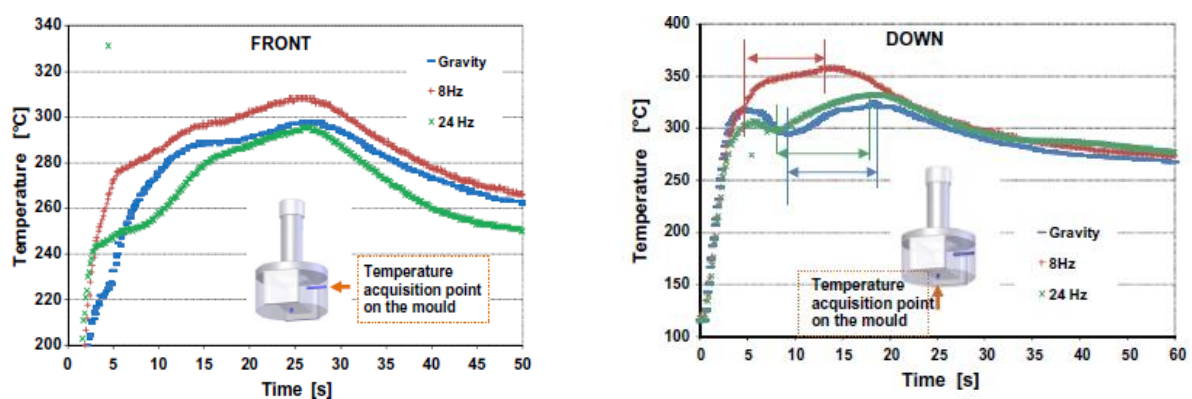 FRONT
Temperature [°C]
340
320
300
280
260
240
220
200
Gravity
8Hz
24 Hz
Temperature
acquisition point
on the mould
0 5 10 15 20 25 30 35 40 45 50
Time [s]
DOWN
Temperature [°C]
400
350
300
250
200
150
100
Gravity
8Hz
24 Hz
Temperature
acquisition point
on the mould
0 5 10 15 20 25 30 35 40 45 50 55 60
Time [s]